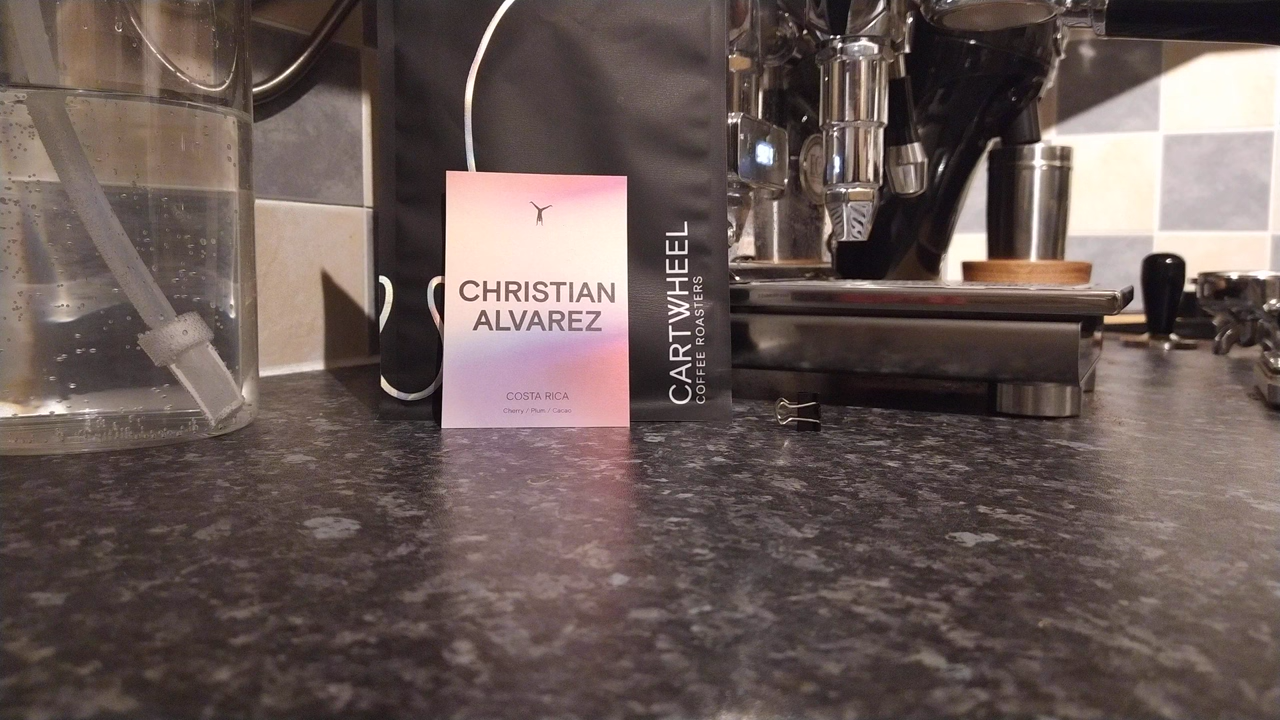 CHRISTIAN
ALVAREZ
COSTA RICA
Cherry / Plum / Cacao
CARTWHEEL
COFFEE ROASTERS